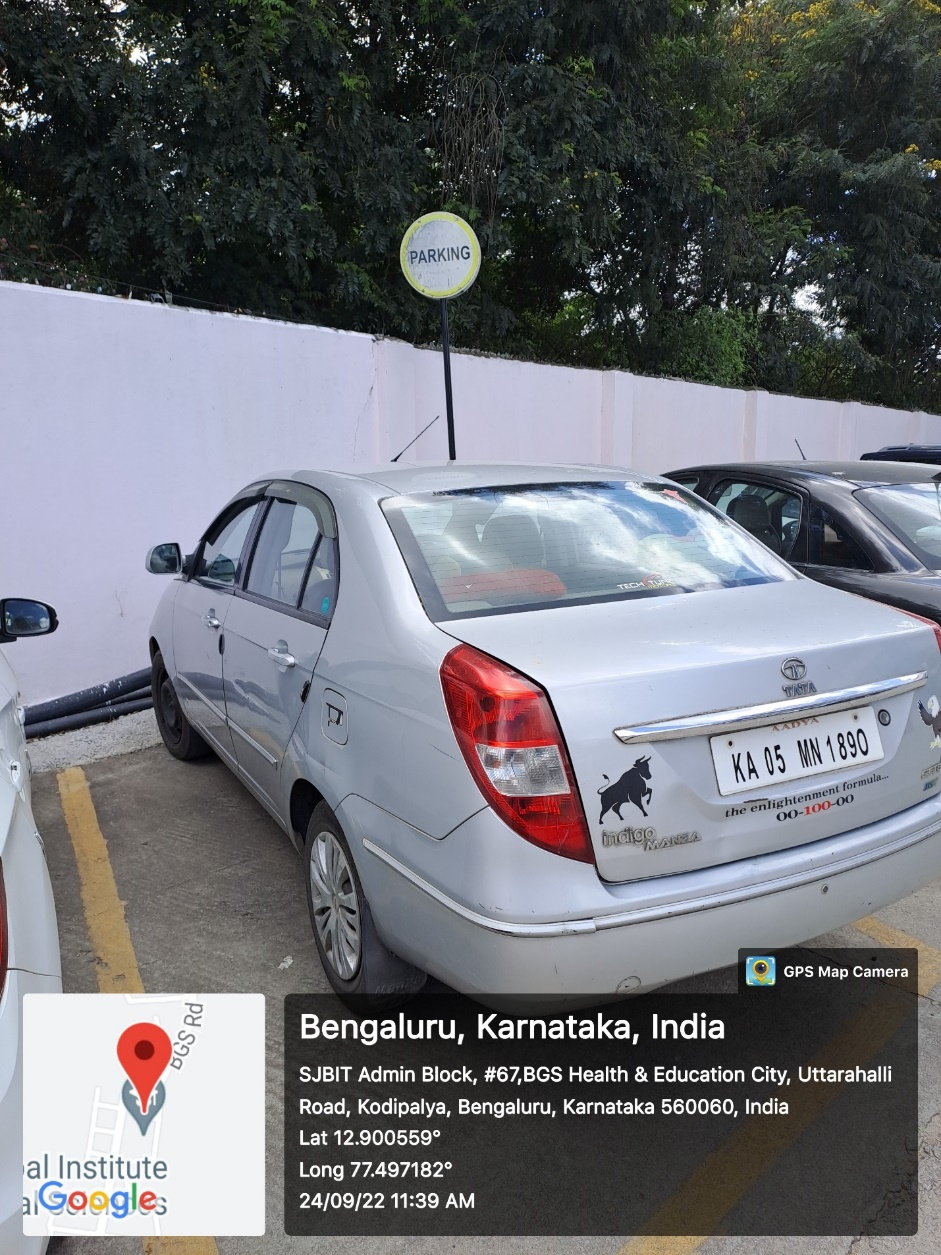 PARKING
TECH
TATA
AADYA
KA 05 MN 1890
the enlightenment formula...
00-100-00
indigo
MANZA
GPS Map Camera
BGS Rd
al Institute
Google
Bengaluru, Karnataka, India
SJBIT Admin Block, #67,BGS Health & Education City, Uttarahalli
Road, Kodipalya, Bengaluru, Karnataka 560060, India
Lat 12.900559°
Long 77.497182°
24/09/22 11:39 AM